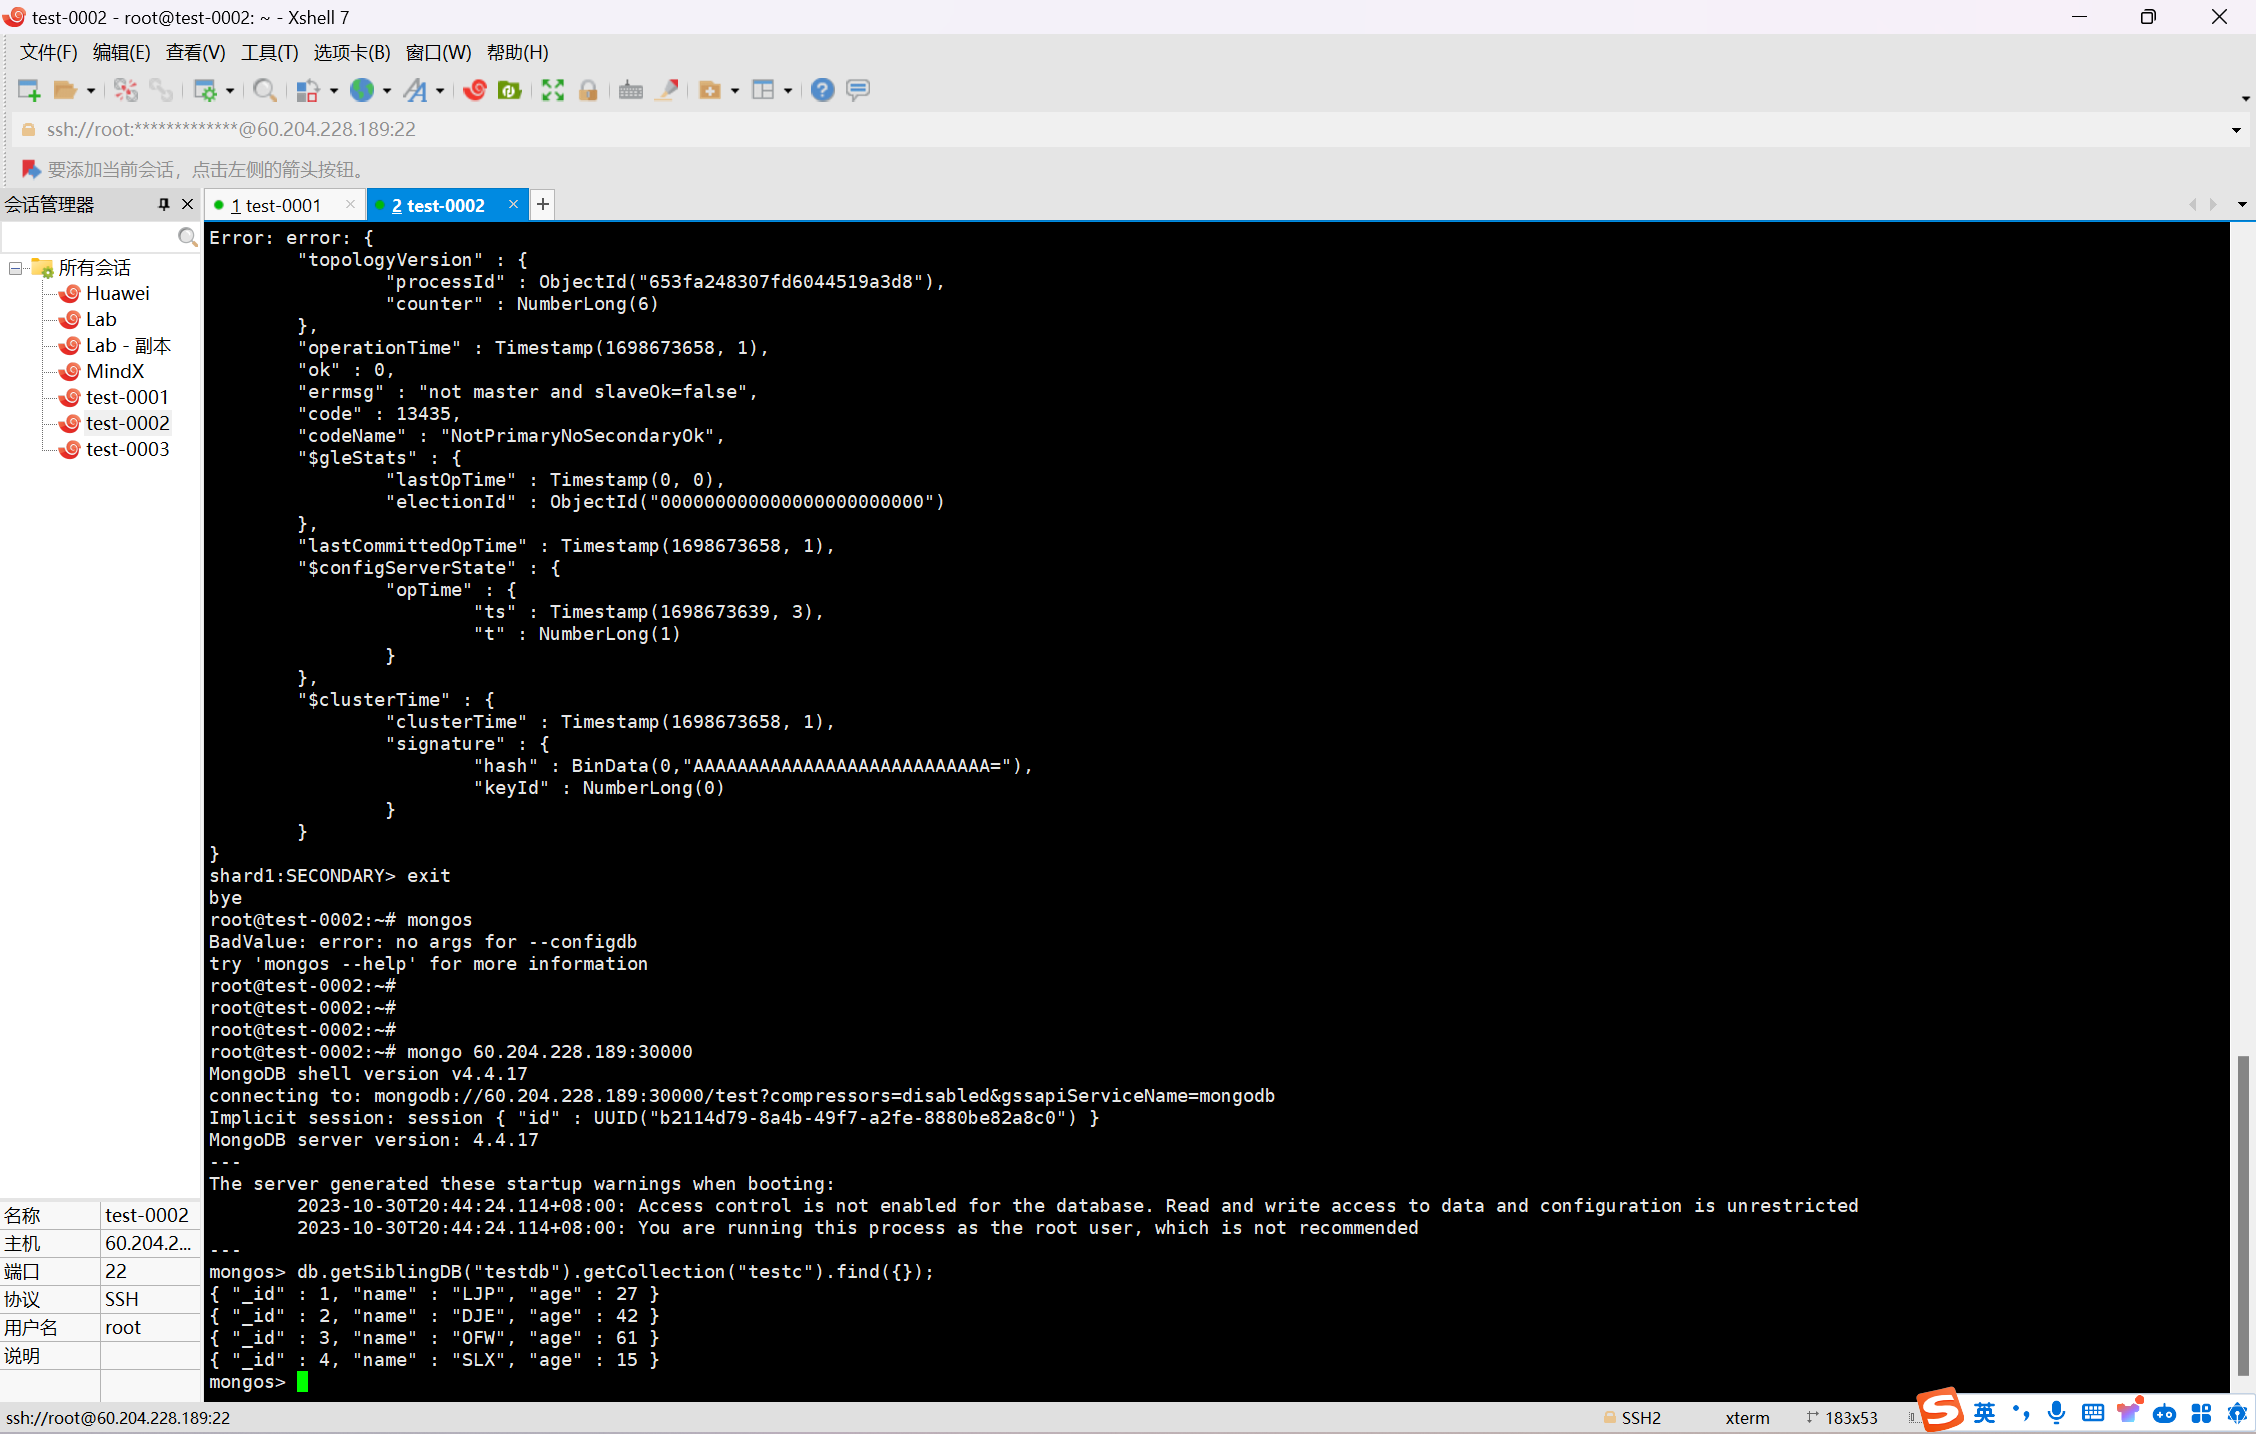 test-0002 - root@test-0002: ~ - Xshell 7
文件(F) 编辑(E) 查看(V) 工具(T) 选项卡(B) 窗口(W) 帮助(H)
ssh://root:*************@60.204.228.189:22
要添加当前会话，点击左侧的箭头按钮。
会话管理器
1 test-0001
2 test-0002
所有会话
Huawei
Lab
Lab - 副本
MindX
test-0001
test-0002
test-0003
名称 test-0002
主机 60.204.2...
端口 22
协议 SSH
用户名 root
说明
Error: error: {
        "topologyVersion" : {
                "processId" : ObjectId("653fa248307fd6044519a3d8"),
                "counter" : NumberLong(6)
        },
        "operationTime" : Timestamp(1698673658, 1),
        "ok" : 0,
        "errmsg" : "not master and slaveOk=false",
        "code" : 13435,
        "codeName" : "NotPrimaryNoSecondaryOk",
        "$gleStats" : {
                "lastOpTime" : Timestamp(0, 0),
                "electionId" : ObjectId("000000000000000000000000")
        },
        "lastCommittedOpTime" : Timestamp(1698673658, 1),
        "$configServerState" : {
                "opTime" : {
                        "ts" : Timestamp(1698673639, 3),
                        "t" : NumberLong(1)
                }
        },
        "$clusterTime" : {
                "clusterTime" : Timestamp(1698673658, 1),
                "signature" : {
                        "hash" : BinData(0,"AAAAAAAAAAAAAAAAAAAAAAAAAAA="),
                        "keyId" : NumberLong(0)
                }
        }
}
shard1:SECONDARY> exit
bye
root@test-0002:~# mongos
BadValue: error: no args for --configdb
try 'mongos --help' for more information
root@test-0002:~#
root@test-0002:~#
root@test-0002:~#
root@test-0002:~# mongo 60.204.228.189:30000
MongoDB shell version v4.4.17
connecting to: mongodb://60.204.228.189:30000/test?compressors=disabled&gssapiServiceName=mongodb
Implicit session: session { "id" : UUID("b2114d79-8a4b-49f7-a2fe-8880be82a8c0") }
MongoDB server version: 4.4.17
---
The server generated these startup warnings when booting:
        2023-10-30T20:44:24.114+08:00: Access control is not enabled for the database. Read and write access to data and configuration is unrestricted
        2023-10-30T20:44:24.114+08:00: You are running this process as the root user, which is not recommended
---
mongos> db.getSiblingDB("testdb").getCollection("testc").find({});
{ "_id" : 1, "name" : "LJP", "age" : 27 }
{ "_id" : 2, "name" : "DJE", "age" : 42 }
{ "_id" : 3, "name" : "OFW", "age" : 61 }
{ "_id" : 4, "name" : "SLX", "age" : 15 }
mongos>
ssh://root@60.204.228.189:22
SSH2
xterm
183x53
英